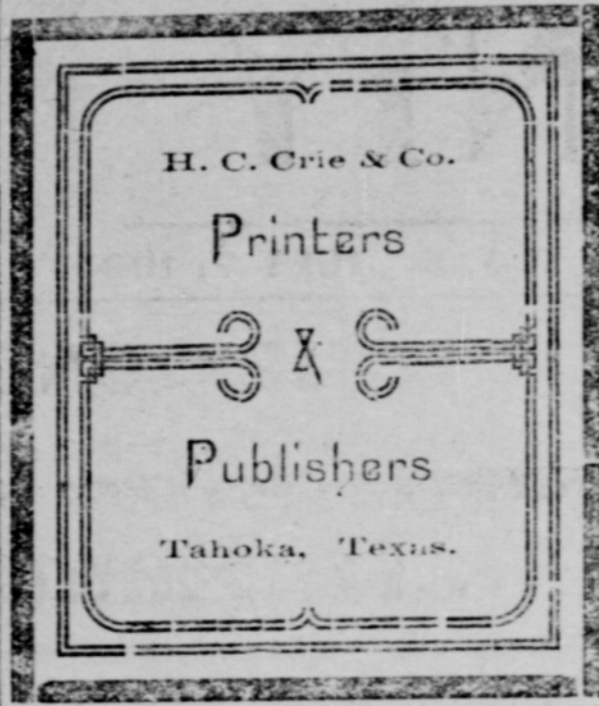 H. C. Crie & Co.
Printers
&
Publishers
Tahoka, Texas.